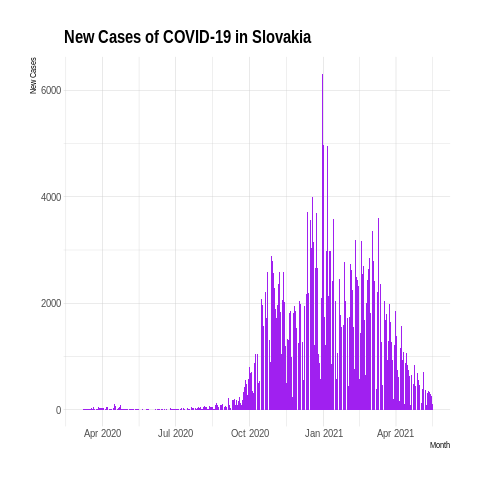 New Cases of COVID-19 in Slovakia
New Cases
6000
4000
2000
0
Apr 2020 Jul 2020 Oct 2020 Jan 2021 Apr 2021
Month